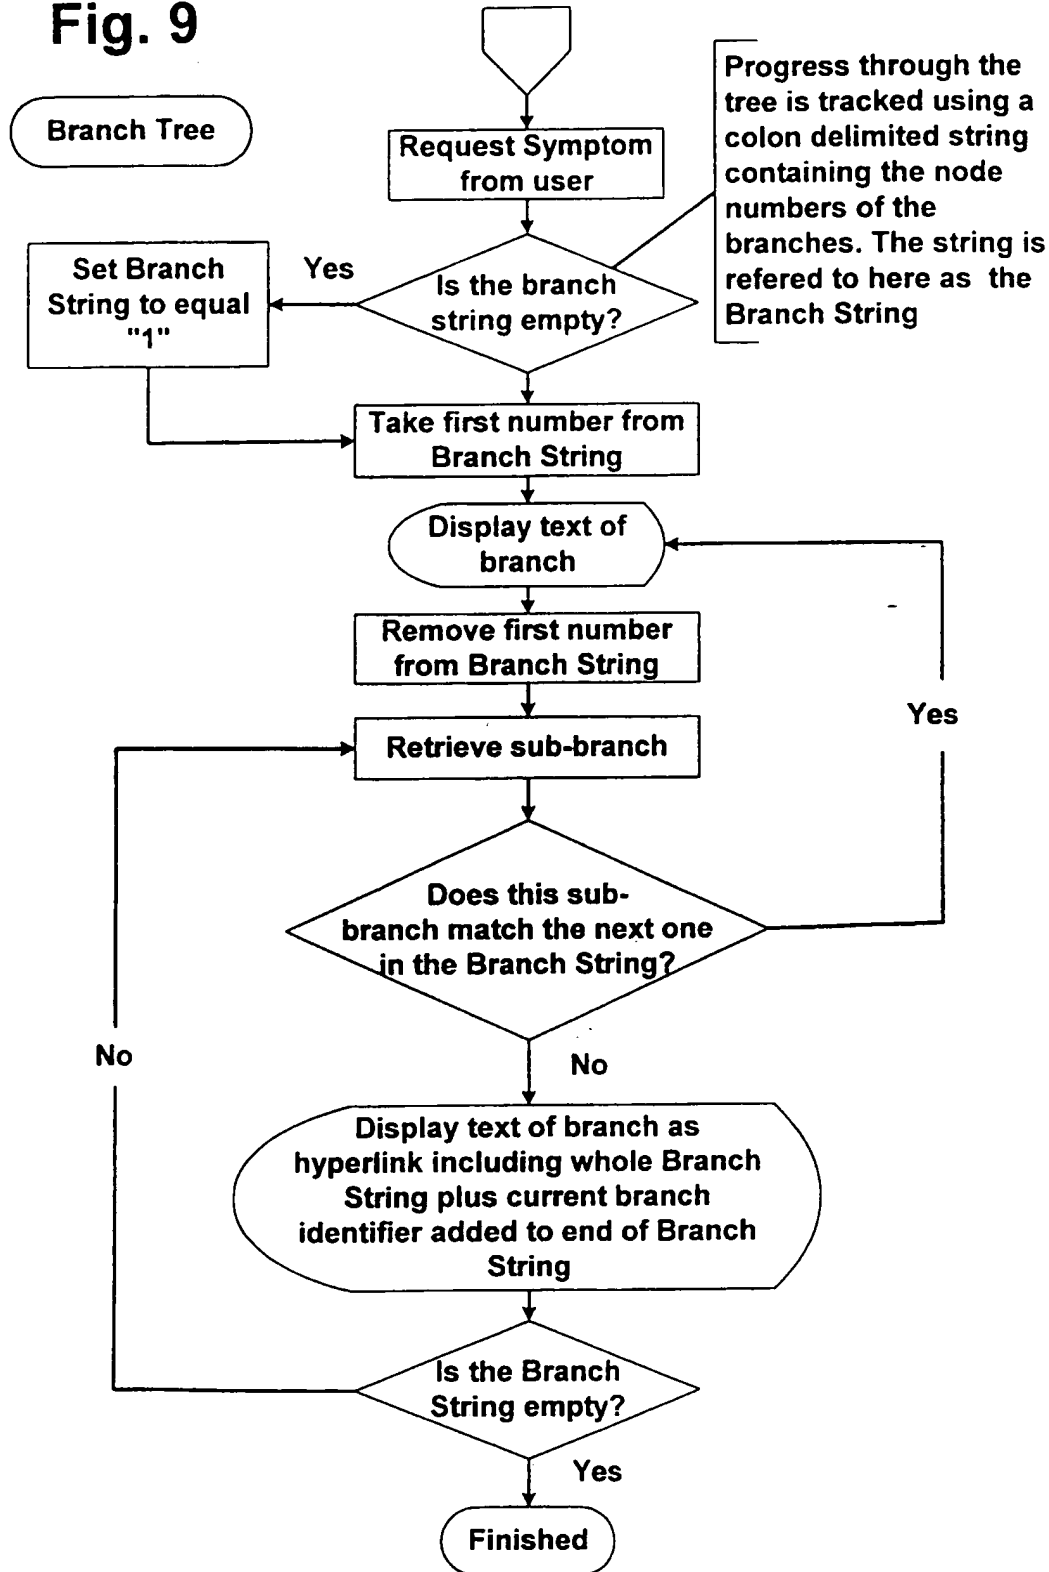 Fig. 9
Branch Tree
Request Symptom
from user
Progress through the
tree is tracked using a
colon delimited string
containing the node
numbers of the
branches. The string is
refered to here as the
Branch String
Is the branch
string empty?
Yes
Set Branch
String to equal
"1"
Take first number from
Branch String
Display text of
branch
Remove first number
from Branch String
Yes
Retrieve sub-branch
Does this sub-
branch match the next one
in the Branch String?
No
No
Display text of branch as
hyperlink including whole Branch
String plus current branch
identifier added to end of Branch
String
Is the Branch
String empty?
Yes
Finished